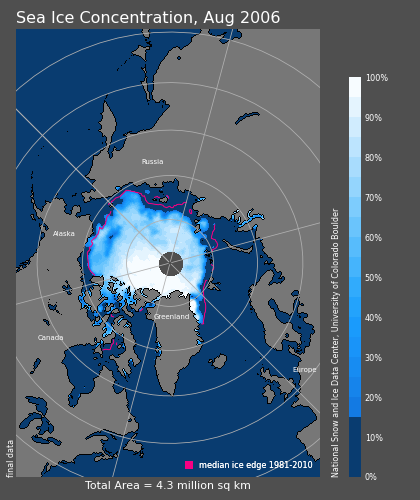 Sea Ice Concentration, Aug 2006
Russia
Alaska
Greenland
Canada
Europe
median ice edge 1981-2010
final data
Total Area = 4.3 million sq km
100%
90%
80%
70%
60%
50%
40%
30%
20%
10%
0%
National Snow and Ice Data Center, University of Colorado Boulder